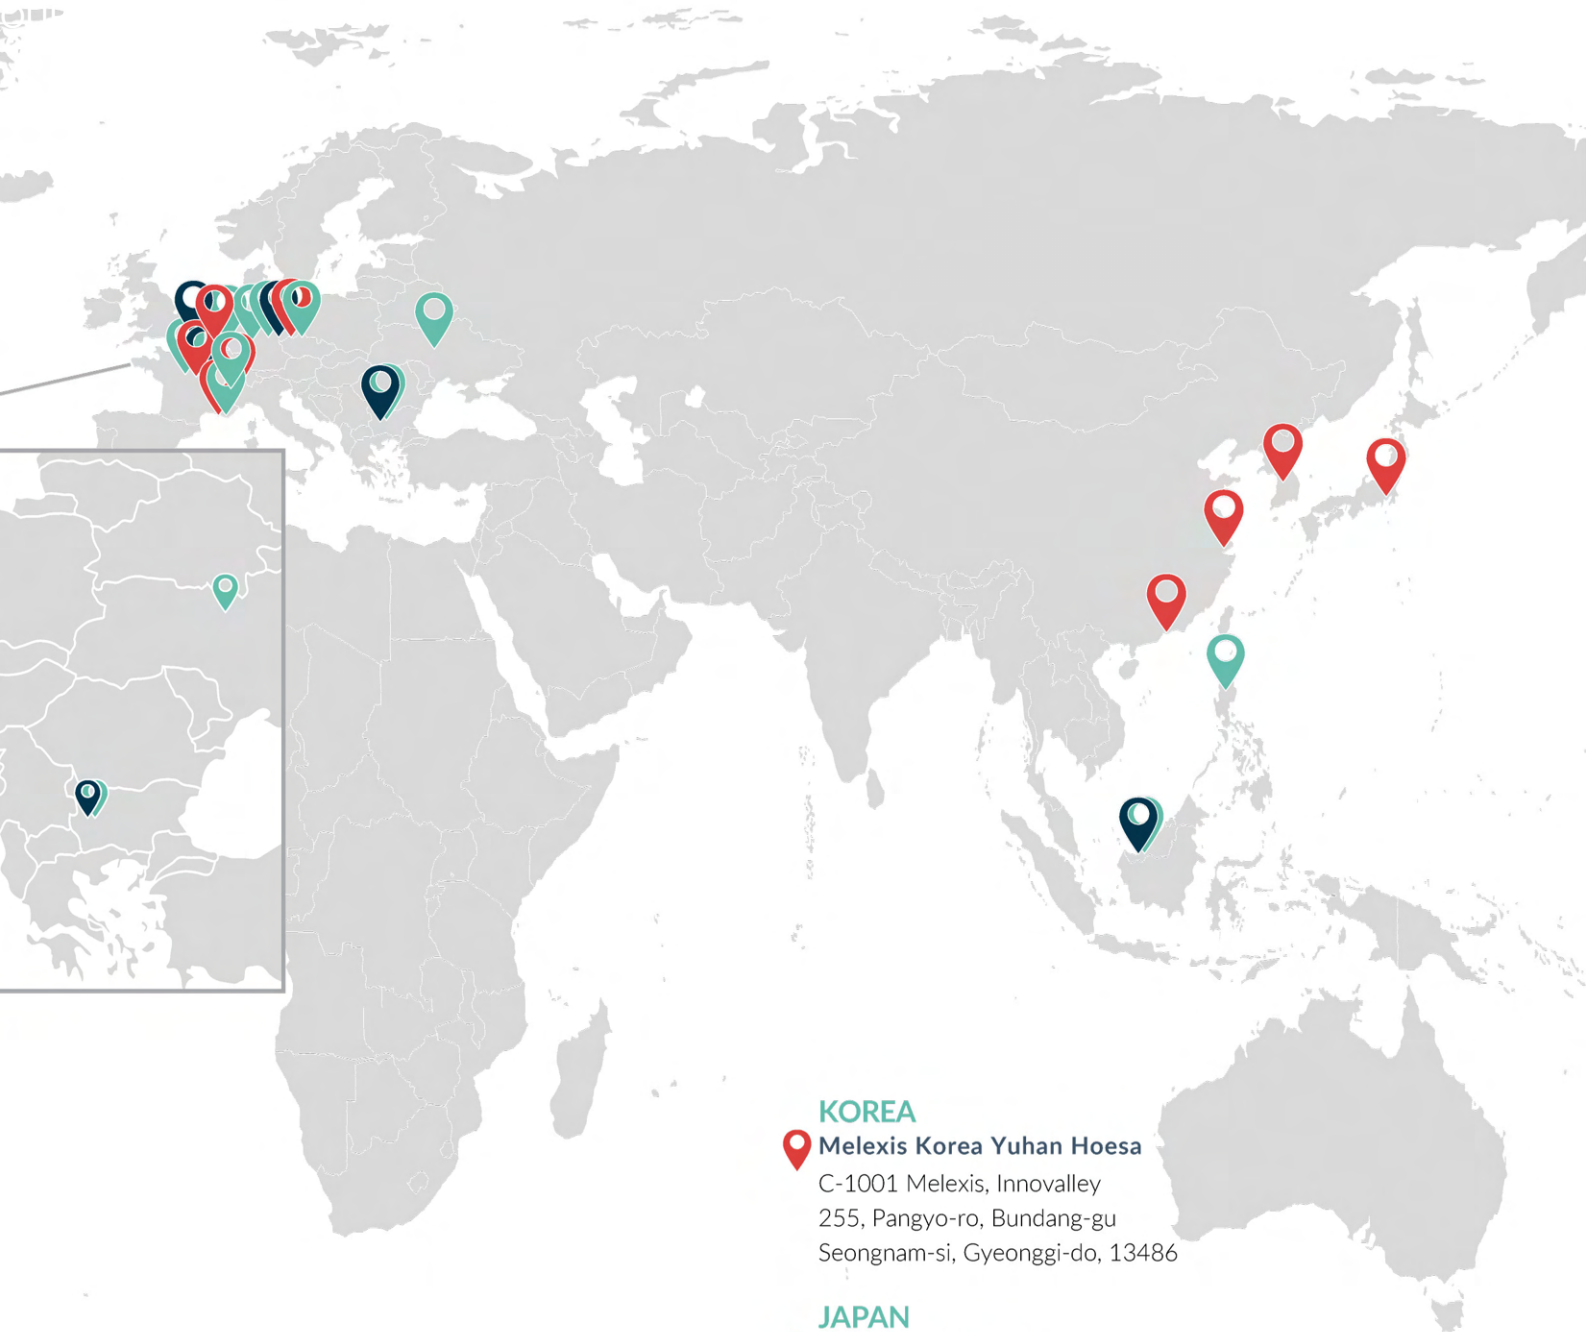 KOREA
Melexis Korea Yuhan Hoesa
C-1001 Melexis, Innovalley
255, Pangyo-ro, Bundang-gu
Seongnam-si, Gyeonggi-do, 13486
JAPAN